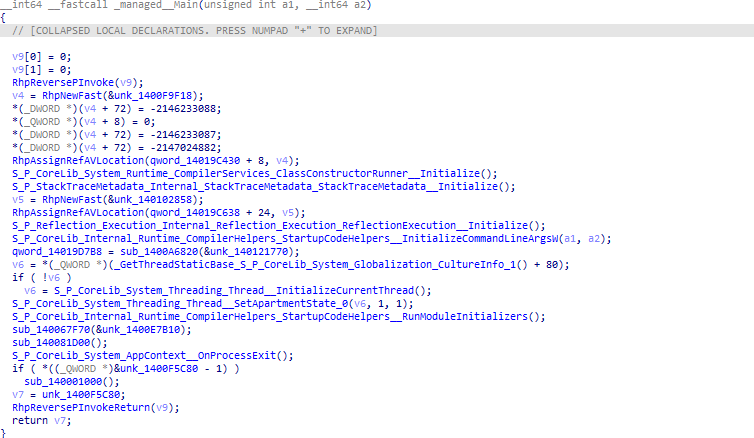 __int64 __fastcall _managed__Main(unsigned int a1, __int64 a2)
{
  // [COLLAPSED LOCAL DECLARATIONS. PRESS NUMPAD "+" TO EXPAND]

  v9[0] = 0;
  v9[1] = 0;
  RhpReversePInvoke(v9);
  v4 = RhpNewFast(&unk_1400F9F18);
  *(_DWORD *)(v4 + 72) = -2146233088;
  *(_QWORD *)(v4 + 8) = 0;
  *(_DWORD *)(v4 + 72) = -2146233087;
  *(_DWORD *)(v4 + 72) = -2147024882;
  RhpAssignRefAVLocation(qword_14019C430 + 8, v4);
  S_P_CoreLib_System_Runtime_CompilerServices_ClassConstructorRunner__Initialize();
  S_P_StackTraceMetadata_Internal_StackTraceMetadata_StackTraceMetadata__Initialize();
  v5 = RhpNewFast(&unk_140102858);
  RhpAssignRefAVLocation(qword_14019C638 + 24, v5);
  S_P_Reflection_Execution_Internal_Reflection_Execution_ReflectionExecution__Initialize();
  S_P_CoreLib_Internal_Runtime_CompilerHelpers_StartupCodeHelpers__InitializeCommandLineArgsW(a1, a2);
  qword_14019D7B8 = sub_1400A6820(&unk_140121770);
  v6 = *(_QWORD *)(_GetThreadStaticBase_S_P_CoreLib_System_Globalization_CultureInfo_1() + 80);
  if ( !v6 )
    v6 = S_P_CoreLib_System_Threading_Thread__InitializeCurrentThread();
  S_P_CoreLib_System_Threading_Thread__SetApartmentState_0(v6, 1, 1);
  S_P_CoreLib_Internal_Runtime_CompilerHelpers_StartupCodeHelpers__RunModuleInitializers();
  sub_140067F70(&unk_1400E7B10);
  sub_140081D00();
  S_P_CoreLib_System_AppContext__OnProcessExit();
  if ( *((_QWORD *)&unk_1400F5C80 - 1) )
    sub_140001000();
  v7 = unk_1400F5C80;
  RhpReversePInvokeReturn(v9);
  return v7;
}